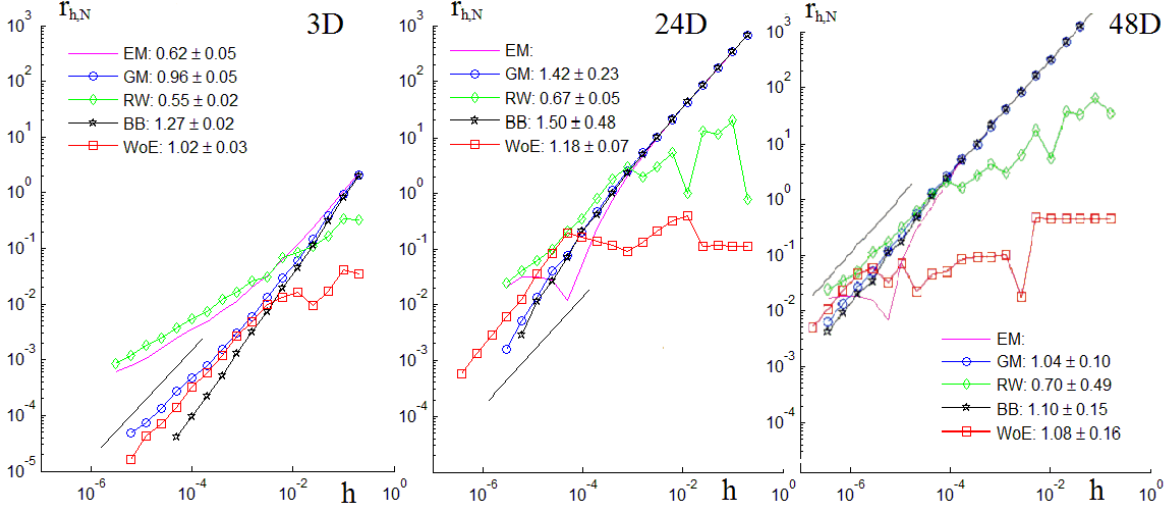 r_{h,N}
3D
EM: 0.62 ± 0.05
GM: 0.96 ± 0.05
RW: 0.55 ± 0.02
BB: 1.27 ± 0.02
WoE: 1.02 ± 0.03
10^3
10^2
10^1
10^0
10^{-1}
10^{-2}
10^{-3}
10^{-4}
10^{-5}
10^{-6}
10^{-4}
10^{-2}
10^0
h
r_{h,N}
24D
EM:
GM: 1.42 ± 0.23
RW: 0.67 ± 0.05
BB: 1.50 ± 0.48
WoE: 1.18 ± 0.07
10^3
10^2
10^1
10^0
10^{-1}
10^{-2}
10^{-3}
10^{-4}
10^{-6}
10^{-4}
10^{-2}
10^0
h
r_{h,N}
48D
10^3
10^2
10^1
10^0
10^{-1}
10^{-2}
10^{-3}
10^{-4}
EM:
GM: 1.04 ± 0.10
RW: 0.70 ± 0.49
BB: 1.10 ± 0.15
WoE: 1.08 ± 0.16
10^{-6}
10^{-4}
10^{-2}
10^0
h